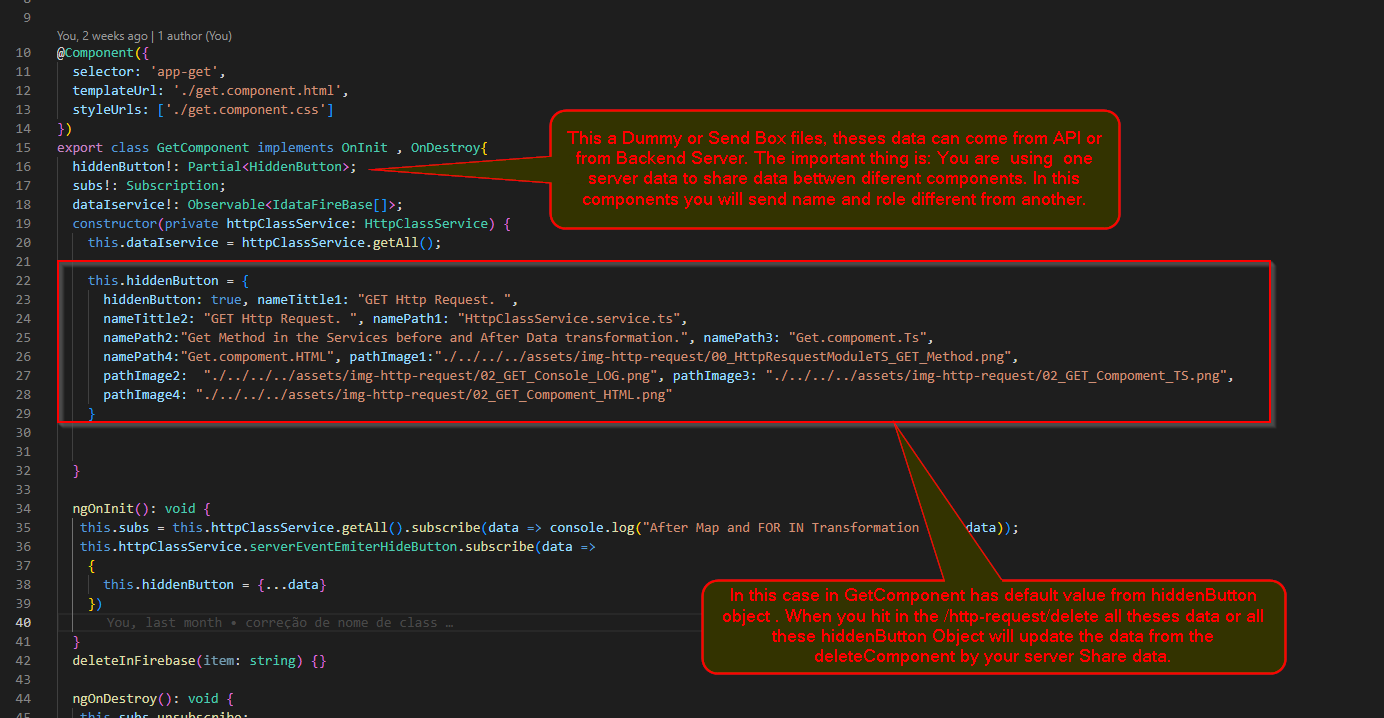 9
You, 2 weeks ago | 1 author (You)
10 @Component({
11 selector: 'app-get',
12 templateUrl: './get.component.html',
13 styleUrls: ['./get.component.css']
14 })
15 export class GetComponent implements OnInit , OnDestroy{
16 hiddenButton!: Partial<HiddenButton>;
17 subs!: Subscription;
18 dataIservice!: Observable<IdataFireBase[]>;
19 constructor(private httpClassService: HttpClassService) {
20 this.dataIservice = httpClassService.getAll();
21
This a Dummy or Send Box files, theses data can come from API or
from Backend Server. The important thing is: You are using one
server data to share data bettwen diferent components. In this
components you will send name and role different from another.
22 this.hiddenButton = {
23 hiddenButton: true, nameTittle1: "GET Http Request. ",
24 nameTittle2: "GET Http Request. ", namePath1: "HttpClassService.service.ts",
25 namePath2:"Get Method in the Services before and After Data transformation.", namePath3: "Get.compoment.Ts",
26 namePath4:"Get.compoment.HTML", pathImage1:"./../../../assets/img-http-request/00_HttpResquestModuleTS_GET_Method.png",
27 pathImage2: "./../../../assets/img-http-request/02_GET_Console_LOG.png", pathImage3: "./../../../assets/img-http-request/02_GET_Compoment_TS.png",
28 pathImage4: "./../../../assets/img-http-request/02_GET_Compoment_HTML.png"
29 }
30
31
32 }
33
34 ngOnInit(): void {
35 this.subs = this.httpClassService.getAll().subscribe(data => console.log("After Map and FOR IN Transformation data));
36 this.httpClassService.serverEventEmiterHideButton.subscribe(data =>
37 {
38 this.hiddenButton = {...data}
39 })
40 You, last month • correção de nome de class …
41 }
42 deleteInFirebase(item: string) {}
43
44 ngOnDestroy(): void {
In this case in GetComponent has default value from hiddenButton
object . When you hit in the /http-request/delete all theses data or all
these hiddenButton Object will update the data from the
deleteComponent by your server Share data.
45 this.subs.unsubscribe;